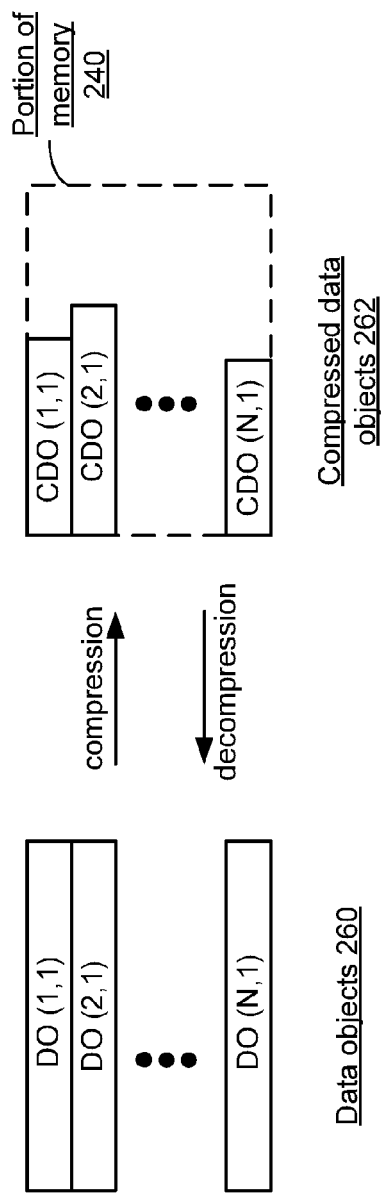 DO (1,1)
DO (2,1)
DO (N,1)
Data objects 260
compression
decompression
CDO (1,1)
CDO (2,1)
CDO (N,1)
Compressed data
objects 262
Portion of
memory
240